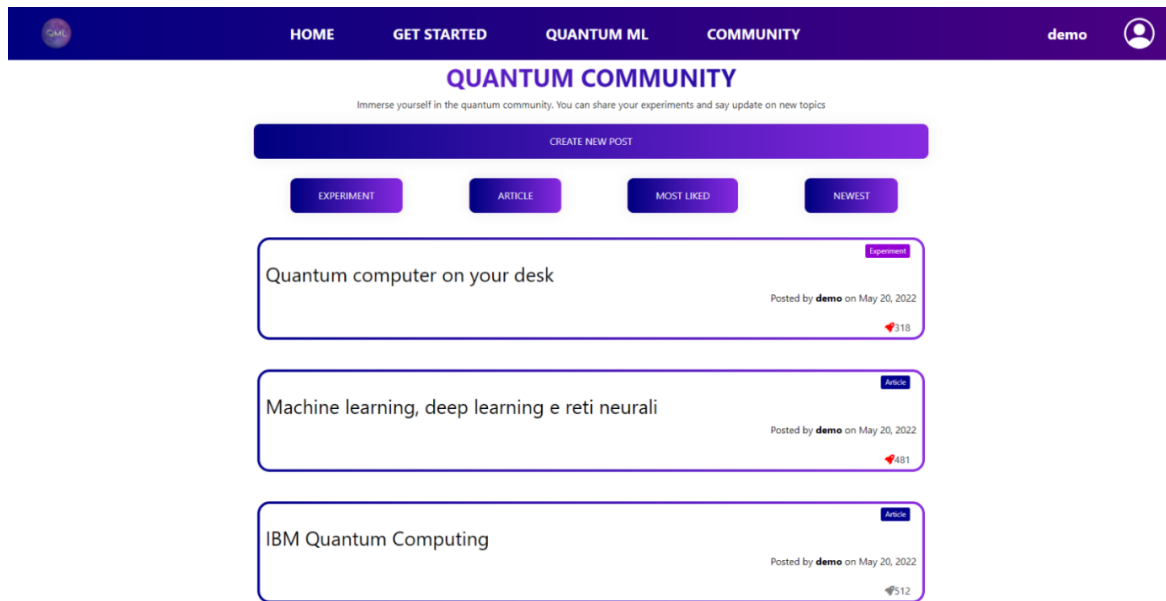 QML
HOME GET STARTED QUANTUM ML COMMUNITY demo
QUANTUM COMMUNITY
Immerse yourself in the quantum community. You can share your experiments and say update on new topics
CREATE NEW POST
EXPERIMENT ARTICLE MOST LIKED NEWEST
Experiment
Quantum computer on your desk
Posted by demo on May 20, 2022
318
Article
Machine learning, deep learning e reti neurali
Posted by demo on May 20, 2022
481
Article
IBM Quantum Computing
Posted by demo on May 20, 2022
512